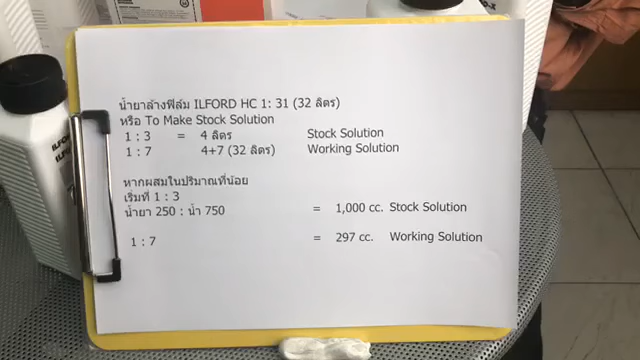 น้ำยาล้างฟิล์ม ILFORD HC 1: 31 (32 ลิตร)
หรือ To Make Stock Solution
1 : 3 = 4 ลิตร Stock Solution
1 : 7 4+7 (32 ลิตร) Working Solution
หากผสมในปริมาณที่น้อย
เริ่มที่ 1 : 3
น้ำยา 250 : น้ำ 750 = 1,000 cc. Stock Solution
1 : 7 = 297 cc. Working Solution